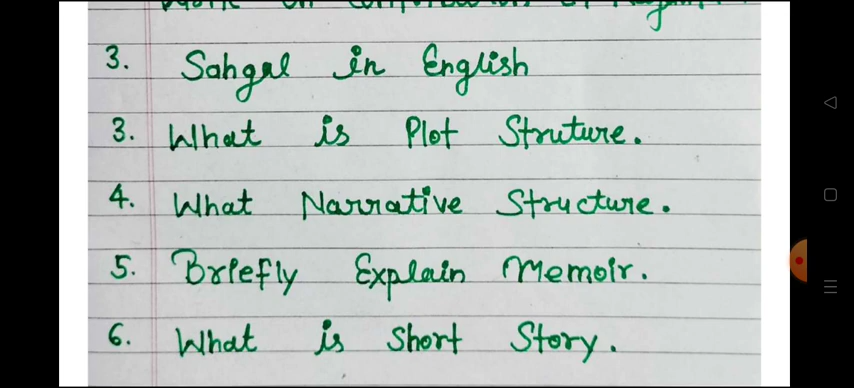 3. Sahgal in English
3. What is Plot Struture.
4. What Narrative Structure.
5. Briefly Explain Memoir.
6. What is Short Story.